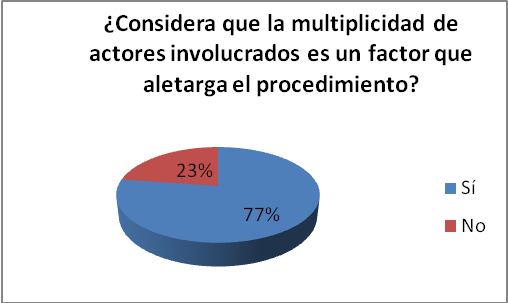 ¿Considera que la multiplicidad de
actores involucrados es un factor que
aletarga el procedimiento?
23%
77%
Sí
No